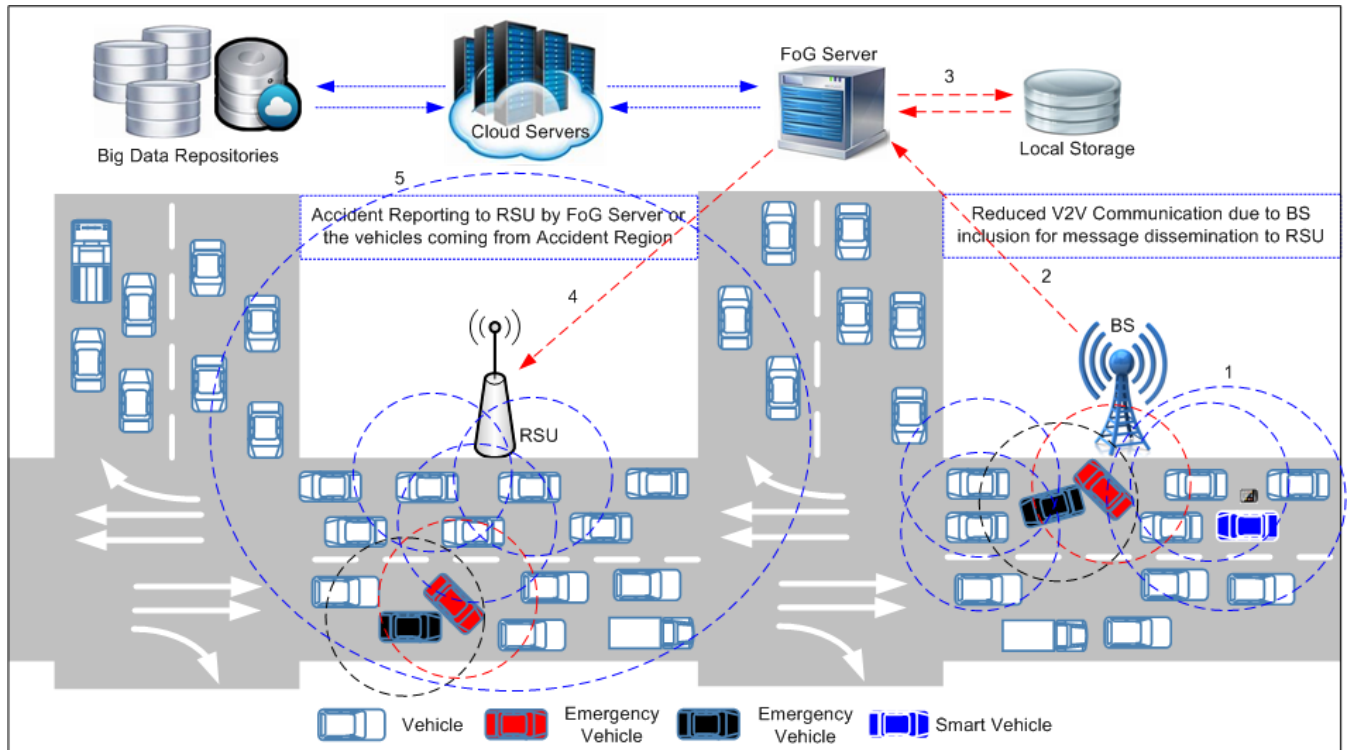 FoG Server
3
Cloud Servers
Big Data Repositories
Local Storage
5
Accident Reporting to RSU by FoG Server or
the vehicles coming from Accident Region
Reduced V2V Communication due to BS
inclusion for message dissemination to RSU
2
4
BS
1
RSU
Vehicle
Emergency
Vehicle
Emergency
Vehicle
Smart Vehicle